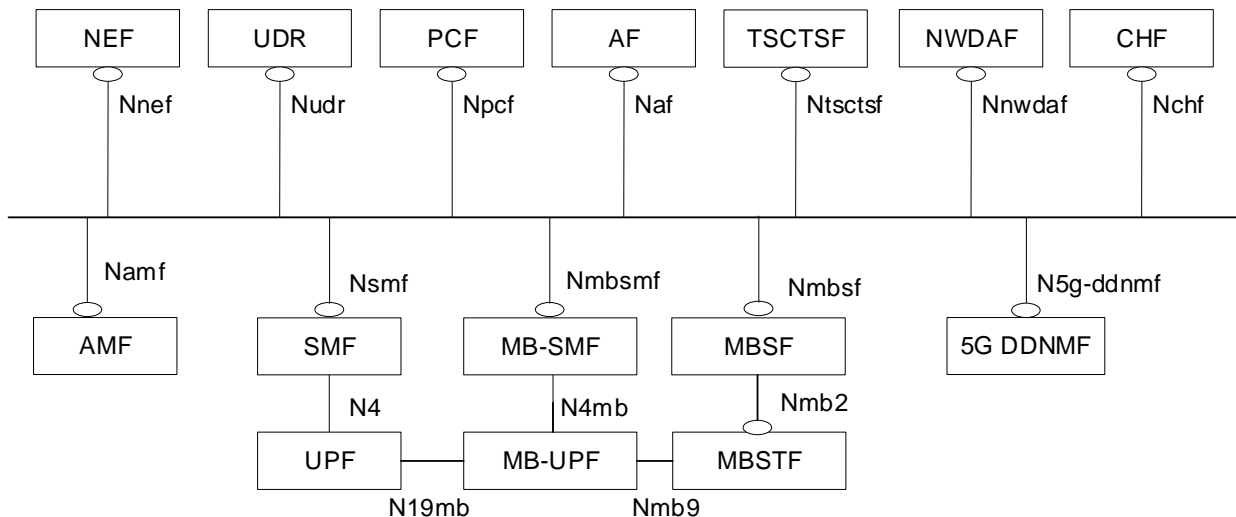 NEF UDR PCF AF TSCTSF NWDAF CHF
Nnef Nudr Npcf Naf Ntsctsf Nnwdaf Nchf
Namf Nsmf Nmbsmf Nmbsf N5g-ddnmf
AMF SMF MB-SMF MBSF 5G DDNMF
N4 N4mb Nmb2
UPF MB-UPF MBSTF
N19mb Nmb9